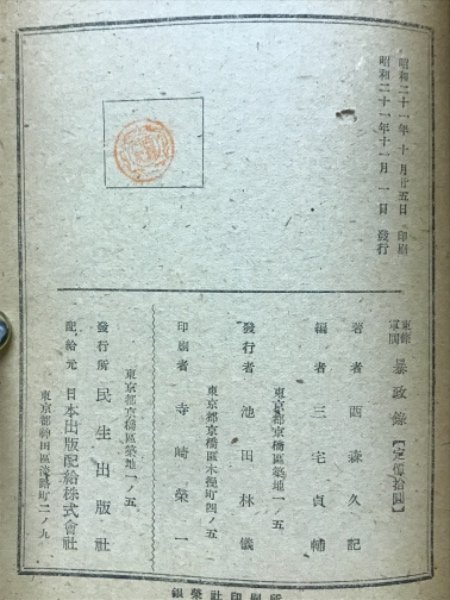 昭和二十一年十月廿五日 印刷
昭和二十一年十一月一日 發行
東條軍閥 暴政錄 【定價拾圓】
著者 西森久記
編者 三宅貞輔
東京都京橋區築地一ノ五
發行者 池田林儀
東京都京橋區木挽町四ノ五
印刷者 寺崎榮一
東京都京橋區築地一ノ五
發行所 民生出版社
配給元 日本出版配給株式會社
東京都神田區淡路町二ノ九
銀榮社印刷所